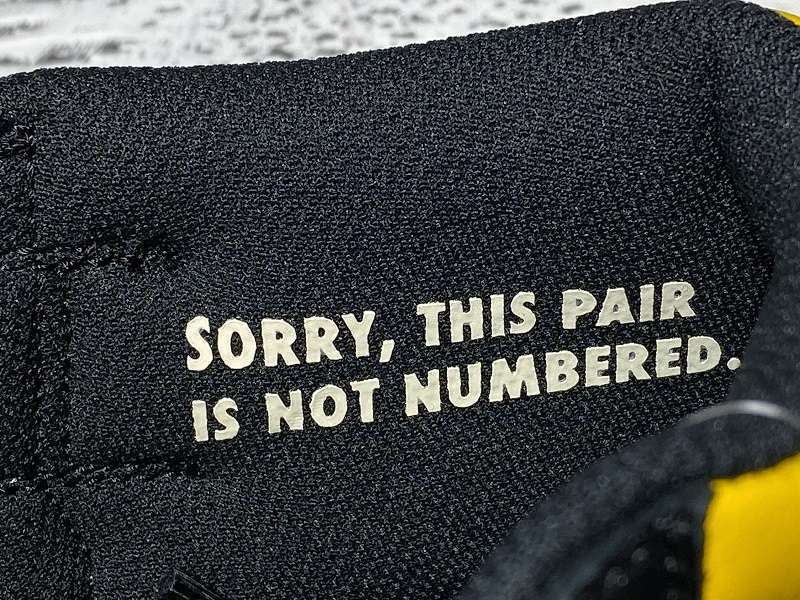 SORRY, THIS PAIR
IS NOT NUMBERED.